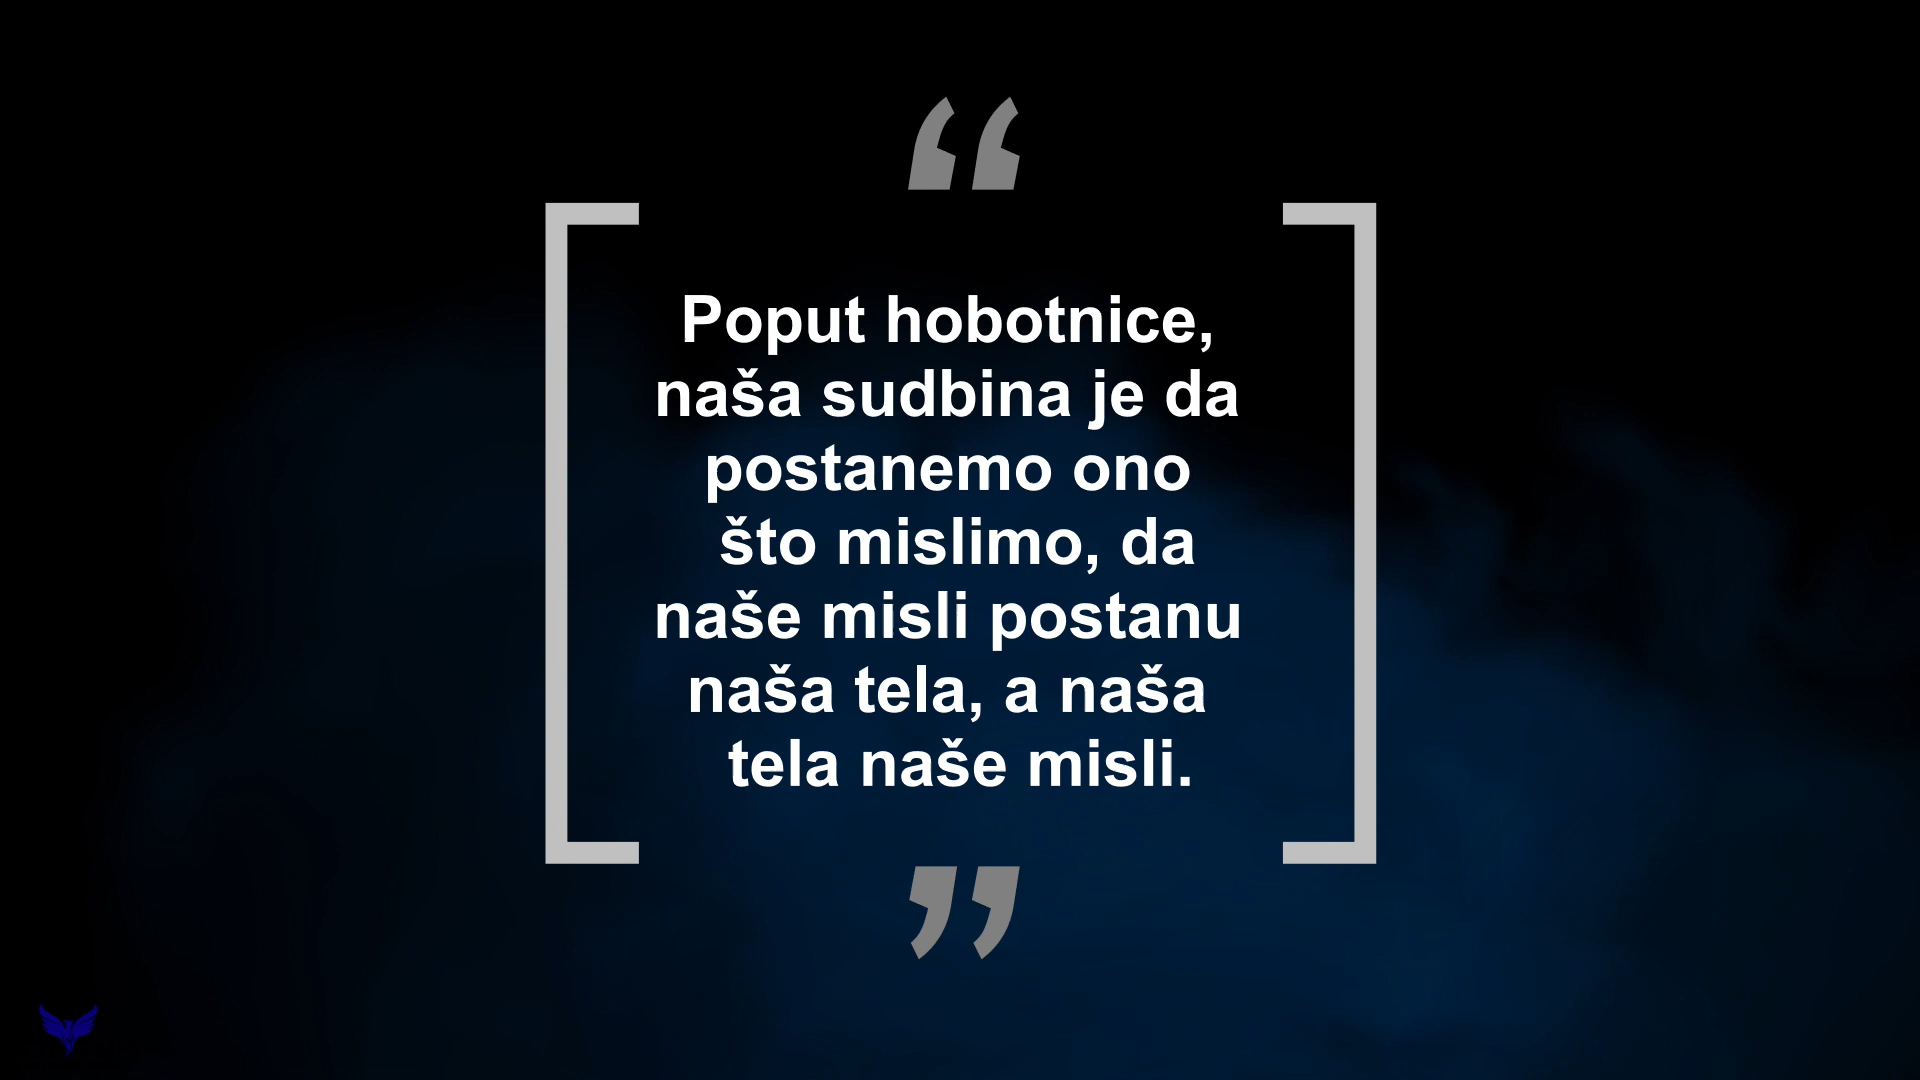 “
Poput hobotnice,
naša sudbina je da
postanemo ono
što mislimo, da
naše misli postanu
naša tela, a naša
tela naše misli.
”